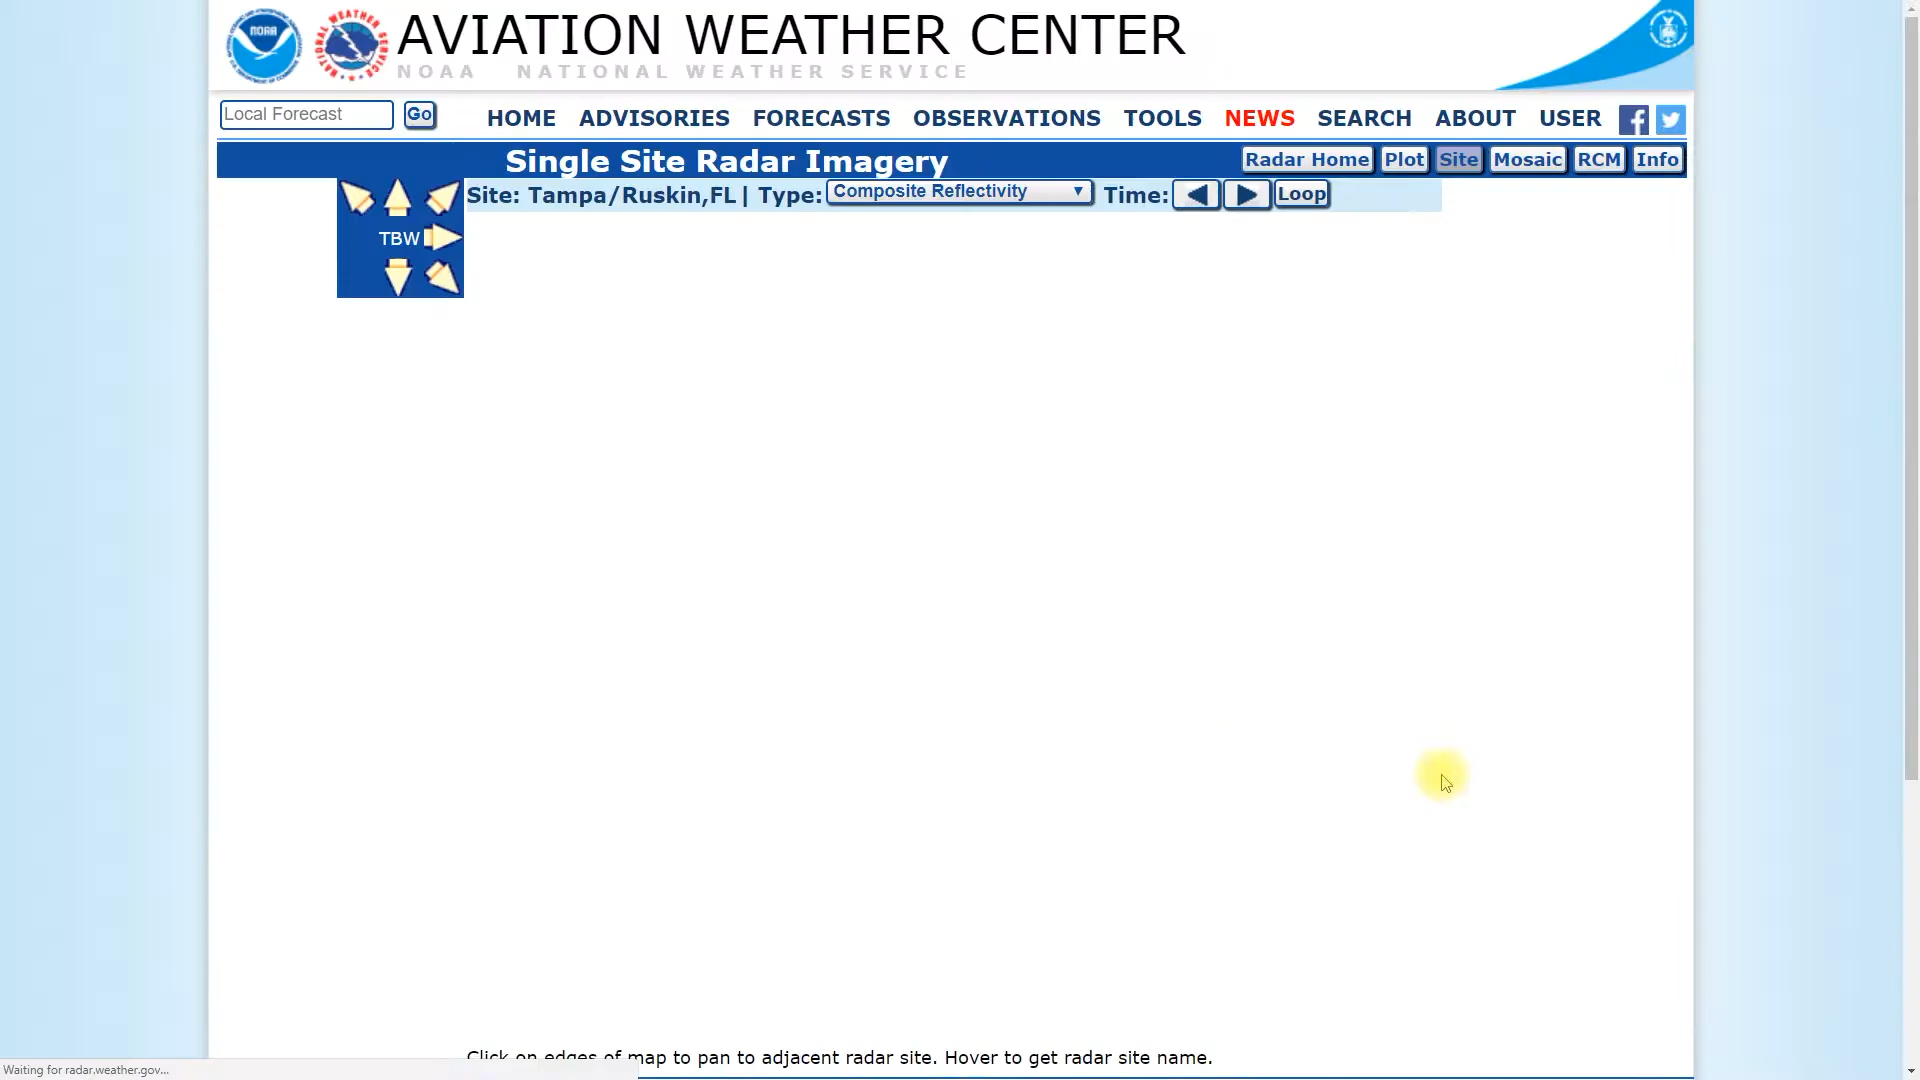 NOAA
AVIATION WEATHER CENTER
NOAA NATIONAL WEATHER SERVICE
Local Forecast Go HOME ADVISORIES FORECASTS OBSERVATIONS TOOLS NEWS SEARCH ABOUT USER
Single Site Radar Imagery Radar Home Plot Site Mosaic RCM Info
Site: Tampa/Ruskin,FL | Type: Composite Reflectivity Time: Loop
TBW
Click on edges of map to pan to adjacent radar site. Hover to get radar site name.
Waiting for radar.weather.gov...